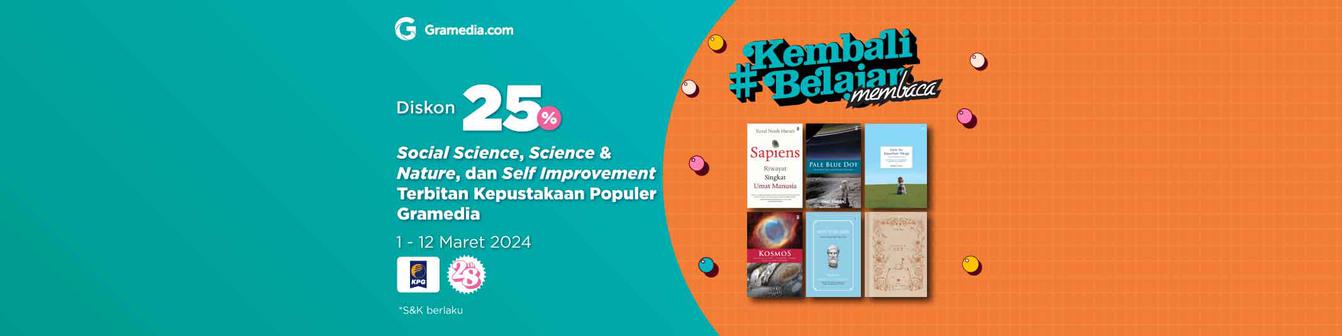 Gramedia.com
Diskon 25%
Social Science, Science &
Nature, dan Self Improvement
Terbitan Kepustakaan Populer
Gramedia
1 - 12 Maret 2024
KPG
28
*S&K berlaku
Kembali
#Belajar
membaca
Yuval Noah Harari
Sapiens
Riwayat
Singkat
Umat Manusia
PALE BLUE DOT
KOSMOS